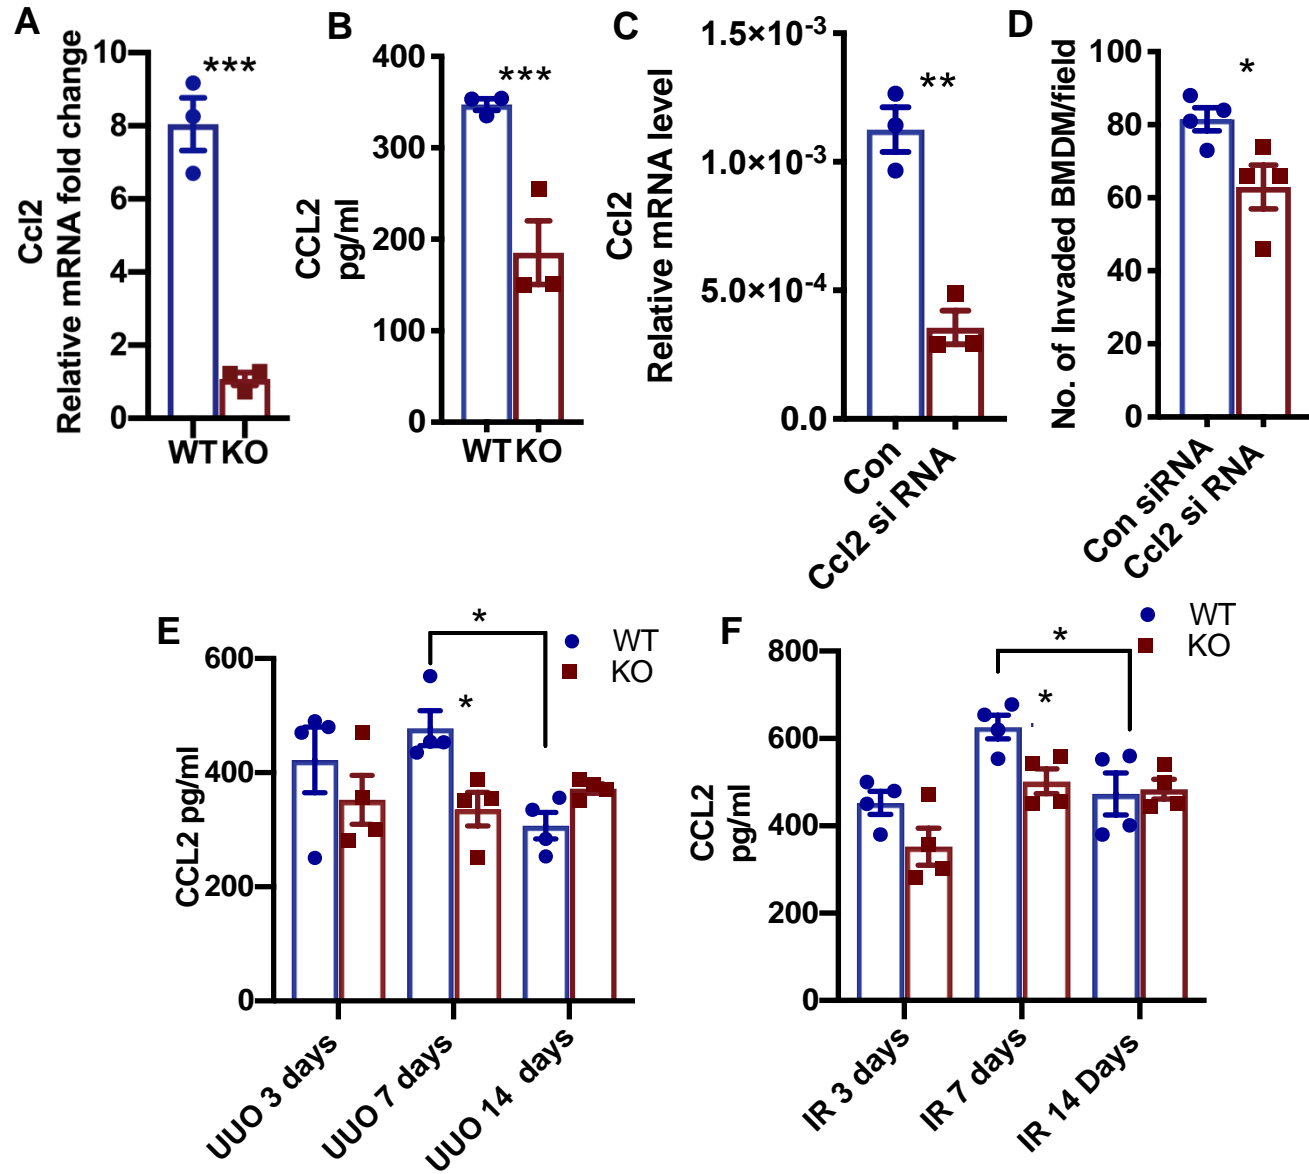 A
Ccl2
Relative mRNA fold change
10
8
6
4
2
0
***
WT KO
B
CCL2
pg/ml
400
300
200
100
0
***
WT KO
C
Ccl2
Relative mRNA level
1.5×10-3
1.0×10-3
5.0×10-4
0.0
**
Con
Ccl2 si RNA
D
No. of Invaded BMDM/field
100
80
60
40
20
0
*
Con siRNA
Ccl2 si RNA
E
CCL2 pg/ml
600
400
200
0
*
*
WT
KO
UUO 3 days
UUO 7 days
UUO 14 days
F
CCL2
pg/ml
800
600
400
200
0
*
*
WT
KO
IR 3 days
IR 7 days
IR 14 Days